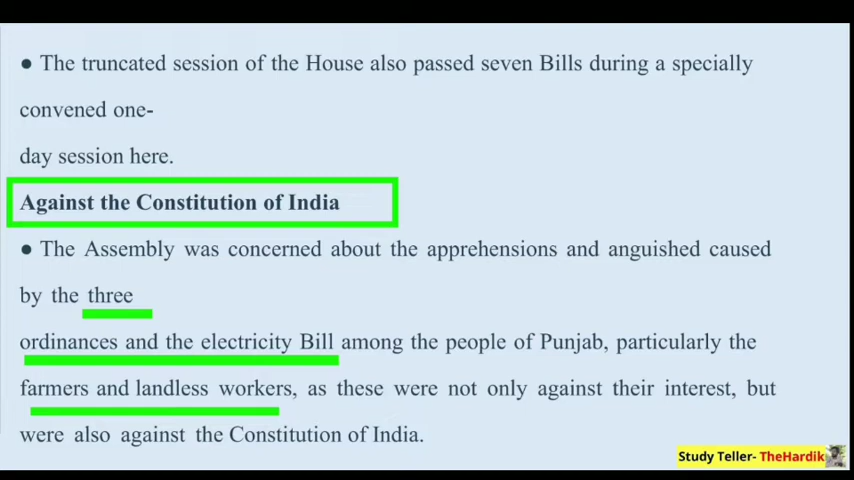 ● The truncated session of the House also passed seven Bills during a specially
convened one-
day session here.
Against the Constitution of India
● The Assembly was concerned about the apprehensions and anguished caused
by the three
ordinances and the electricity Bill among the people of Punjab, particularly the
farmers and landless workers, as these were not only against their interest, but
were also against the Constitution of India.
Study Teller- TheHardik